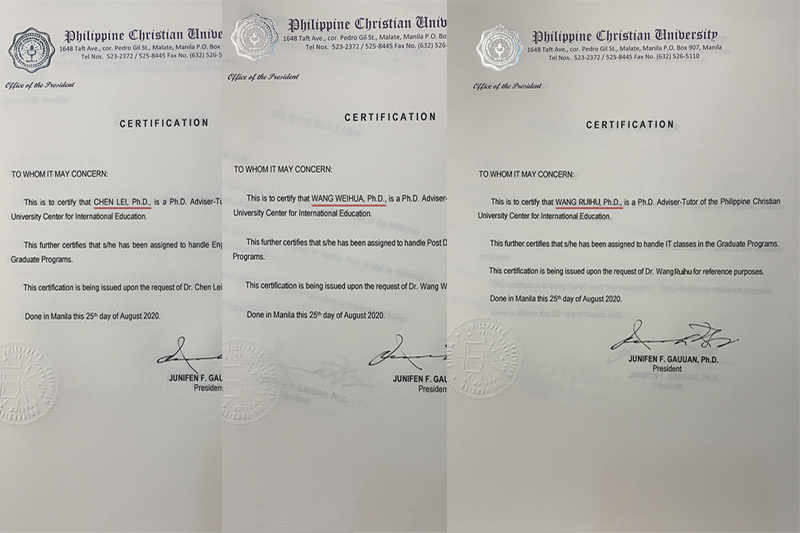 Philippine Christian Unive
1648 Taft Ave., cor. Pedro Gil St., Malate, Manila P.O. Box
Tel Nos. 523-2372 / 525-8445 Fax No. (632) 526-5
Office of the President
CERTIFICATION
TO WHOM IT MAY CONCERN:
This is to certify that CHEN LEI, Ph.D., is a Ph.D. Adviser-Tu
University Center for International Education.
This further certifies that s/he has been assigned to handle Eng
Graduate Programs.
This certification is being issued upon the request of Dr. Chen Lei
Done in Manila this 25th day of August 2020.
JUNIFEN F. GAU
President
Philippine Christian Univ
1648 Taft Ave., cor. Pedro Gil St., Malate, Manila P.O. B
Tel Nos. 523-2372 / 525-8445 Fax No. (632) 526
Office of the President
CERTIFICATION
TO WHOM IT MAY CONCERN:
This is to certify that WANG WEIHUA, Ph.D., is a Ph.D. Adviser-
University Center for International Education.
This further certifies that s/he has been assigned to handle Post D
Programs.
This certification is being issued upon the request of Dr. Wang W
Done in Manila this 25th day of August 2020.
JUNIFEN F. GAUU
Presiden
Philippine Christian University
1648 Taft Ave., cor. Pedro Gil St., Malate, Manila P.O. Box 907, Manila
Tel Nos. 523-2372 / 525-8445 Fax No. (632) 526-5110
Office of the President
CERTIFICATION
TO WHOM IT MAY CONCERN:
This is to certify that WANG RUIHU, Ph.D., is a Ph.D. Adviser-Tutor of the Philippine Christian
University Center for International Education.
This further certifies that s/he has been assigned to handle IT classes in the Graduate Programs.
This certification is being issued upon the request of Dr. WangRuihu for reference purposes.
Done in Manila this 25th day of August 2020.
JUNIFEN F. GAUUAN, Ph.D.
President